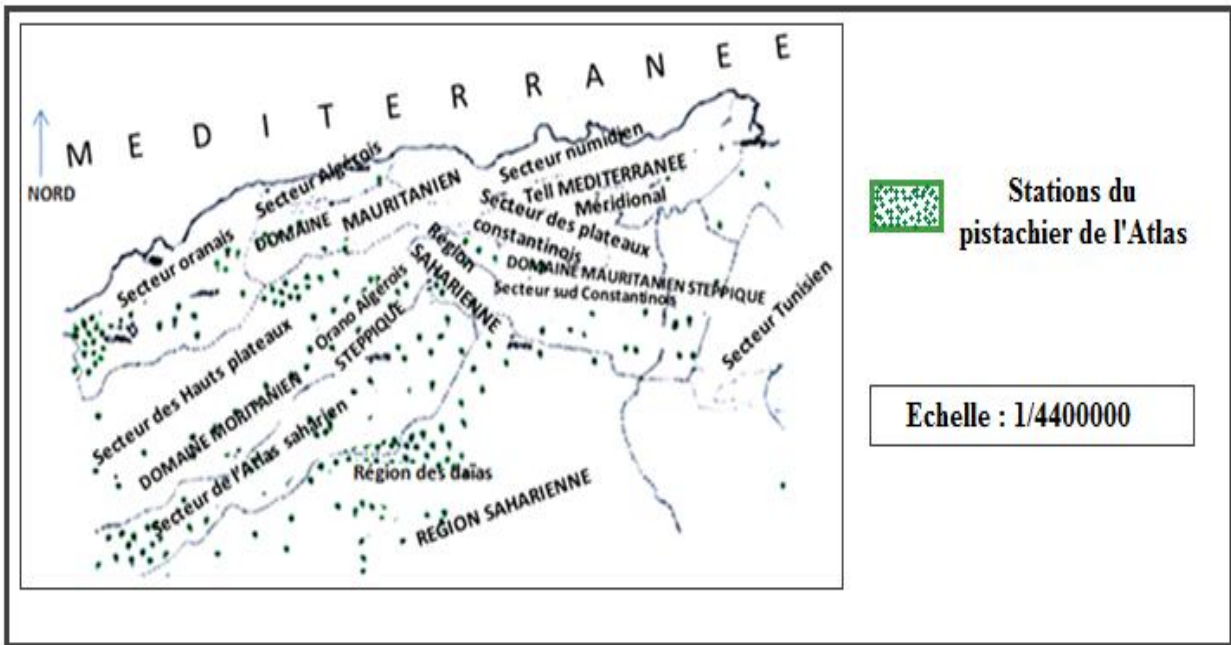 M E D I T E R R A N E E
NORD
Secteur Algérois
Secteur numidien
Tell MEDITERRANEE
Méridional
DOMAINE MAURITANIEN
Secteur des plateaux
constantinois
Secteur oranais
Région
SAHARIENNE
DOMAINE MAURITANIEN STEPPIQUE
Secteur sud Constantinois
Secteur Tunisien
Secteur des Hauts plateaux
Orano Algérois
DOMAINE MORITANIEN STEPPIQUE
Secteur de l'Atlas saharien
Région des daïas
REGION SAHARIENNE
Stations du
pistachier de l'Atlas
Echelle : 1/4400000